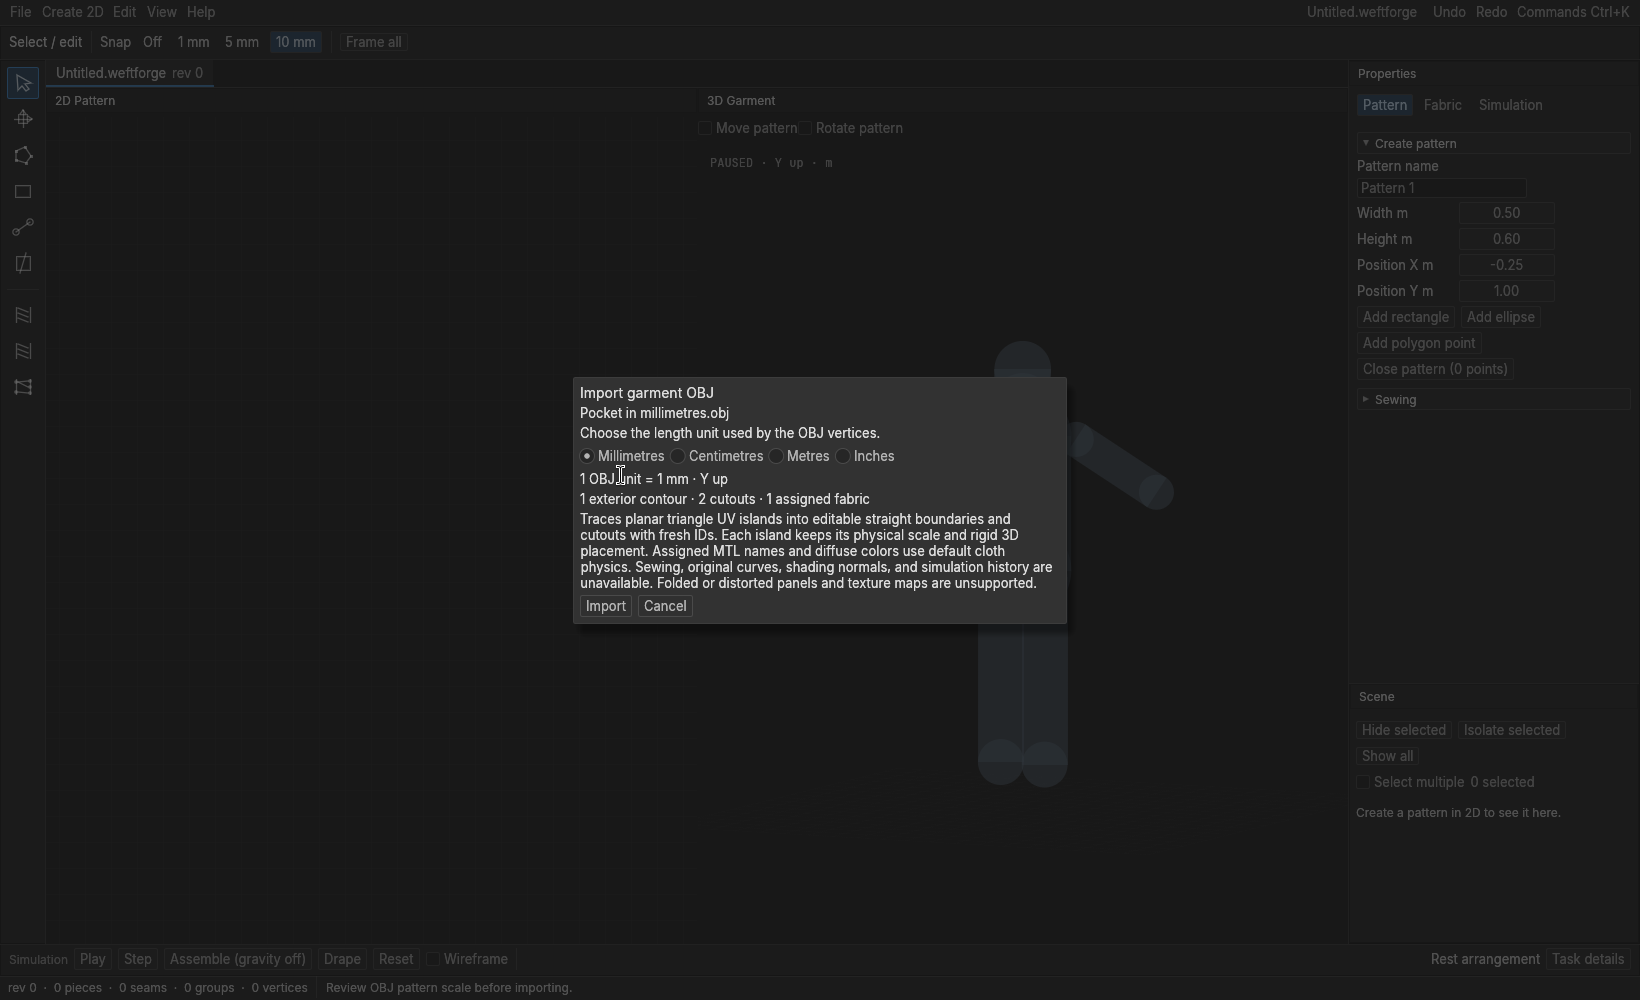 File Create 2D Edit View Help Untitled.weftforge Undo Redo Commands Ctrl+K
Select / edit Snap Off 1 mm 5 mm 10 mm Frame all
Untitled.weftforge rev 0
2D Pattern
3D Garment
Move pattern Rotate pattern
PAUSED · Y up · m
Import garment OBJ
Pocket in millimetres.obj
Choose the length unit used by the OBJ vertices.
Millimetres Centimetres Metres Inches
1 OBJ unit = 1 mm · Y up
1 exterior contour · 2 cutouts · 1 assigned fabric
Traces planar triangle UV islands into editable straight boundaries and
cutouts with fresh IDs. Each island keeps its physical scale and rigid 3D
placement. Assigned MTL names and diffuse colors use default cloth
physics. Sewing, original curves, shading normals, and simulation history are
unavailable. Folded or distorted panels and texture maps are unsupported.
Import Cancel
Properties
Pattern Fabric Simulation
Create pattern
Pattern name
Pattern 1
Width m 0.50
Height m 0.60
Position X m -0.25
Position Y m 1.00
Add rectangle Add ellipse
Add polygon point
Close pattern (0 points)
Sewing
Scene
Hide selected Isolate selected
Show all
Select multiple 0 selected
Create a pattern in 2D to see it here.
Simulation Play Step Assemble (gravity off) Drape Reset Wireframe Rest arrangement Task details
rev 0 · 0 pieces · 0 seams · 0 groups · 0 vertices Review OBJ pattern scale before importing.